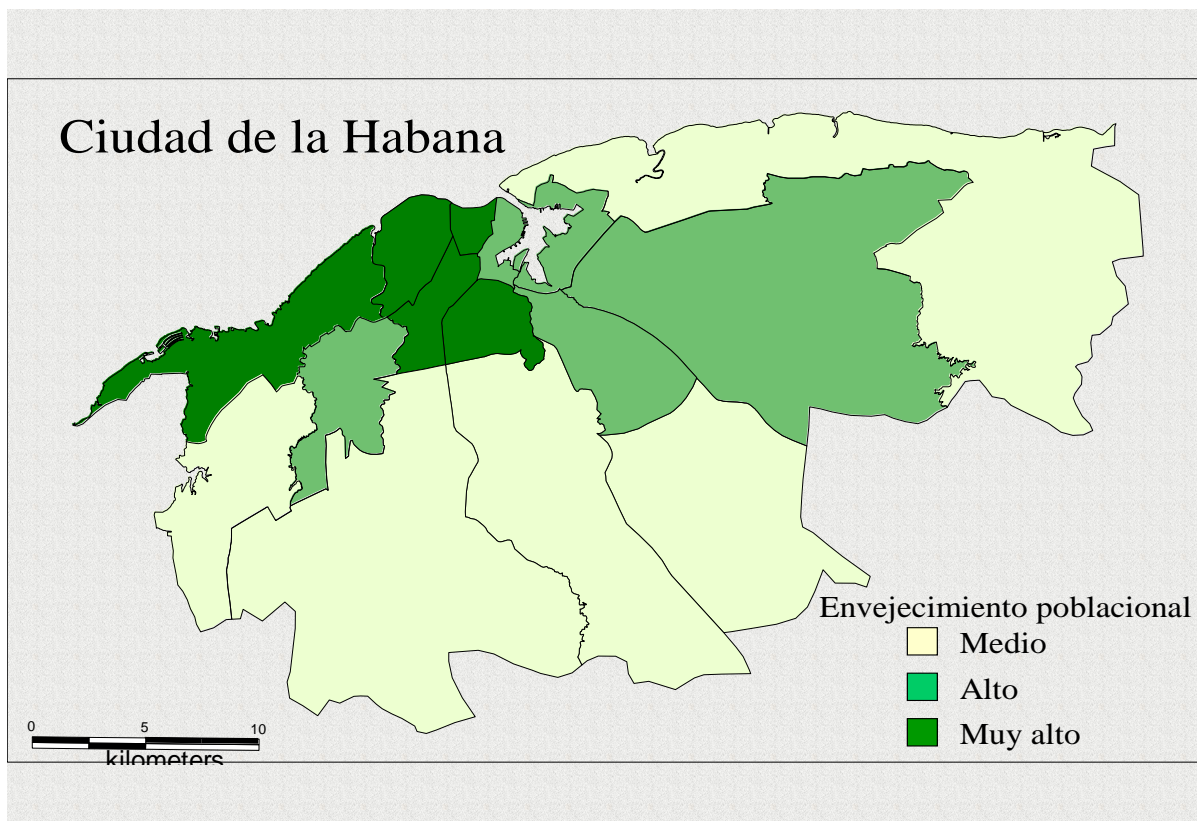 Ciudad de la Habana
Envejecimiento poblacional
Medio
Alto
Muy alto
0 5 10
kilometers